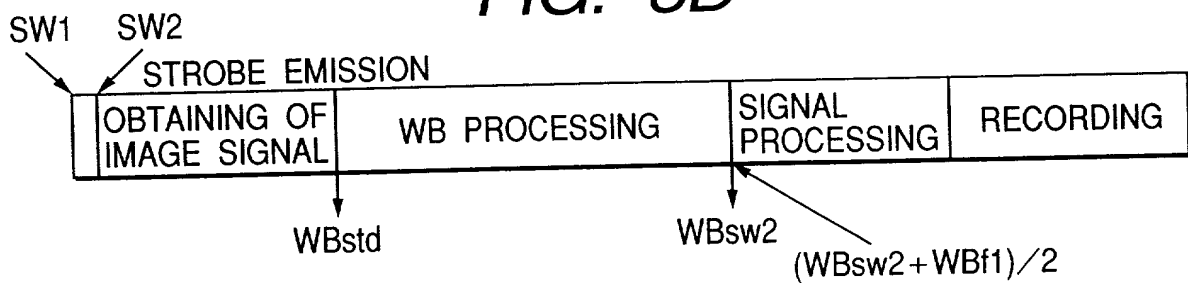 SW1 SW2
STROBE EMISSION
OBTAINING OF
IMAGE SIGNAL
WB PROCESSING
SIGNAL
PROCESSING
RECORDING
WBstd
WBsw2
(WBsw2+WBf1)/2